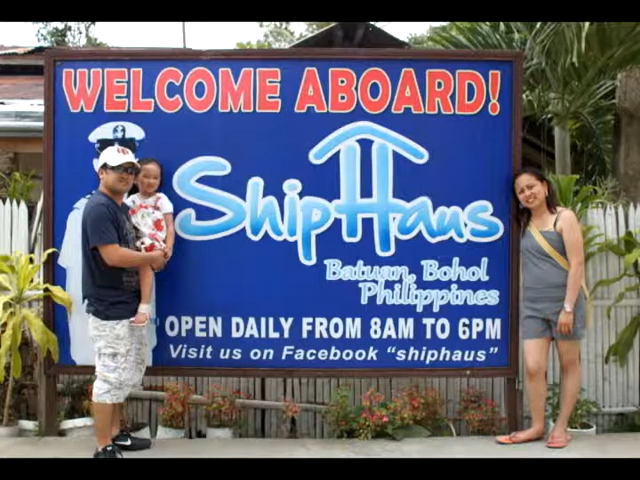 WELCOME ABOARD!
ShipHaus
Batuan, Bohol
Philippines
OPEN DAILY FROM 8AM TO 6PM
Visit us on Facebook "shiphaus"